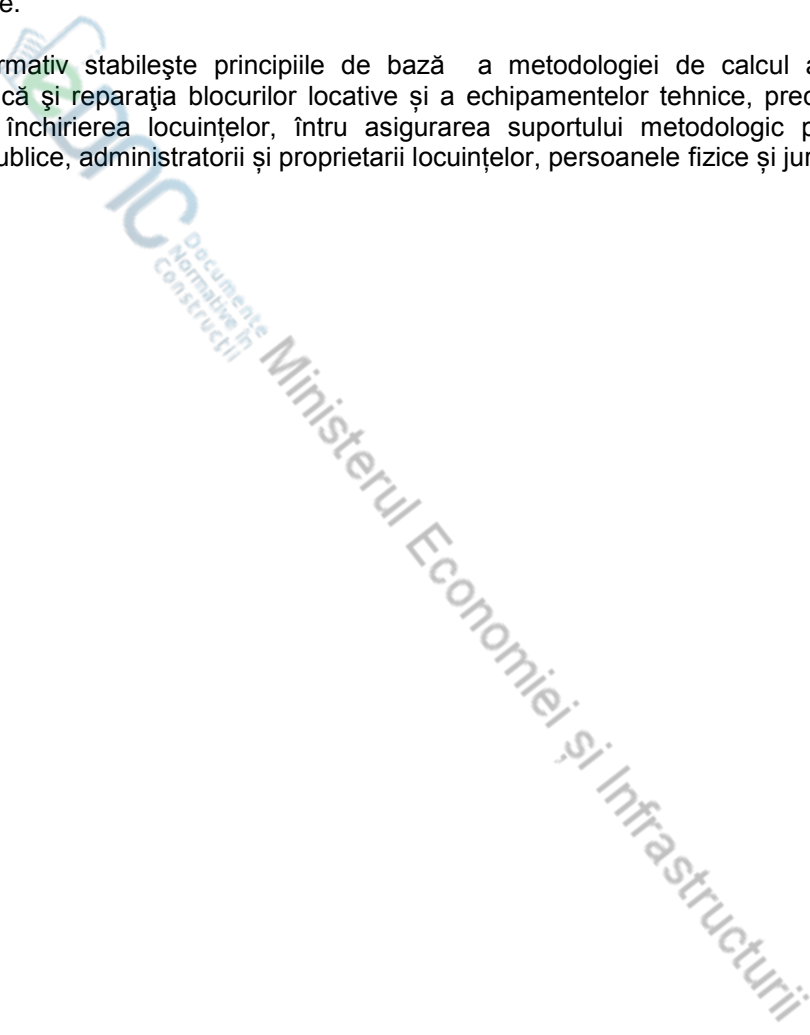 e.
rmativ stabileşte principiile de bază a metodologiei de calcul a
că şi reparaţia blocurilor locative și a echipamentelor tehnice, prec
închirierea locuințelor, întru asigurarea suportului metodologic p
ublice, administratorii și proprietarii locuințelor, persoanele fizice și jur
eDNC
Documente
Normative în
Construcții
Ministerul Economiei și Infrastructurii